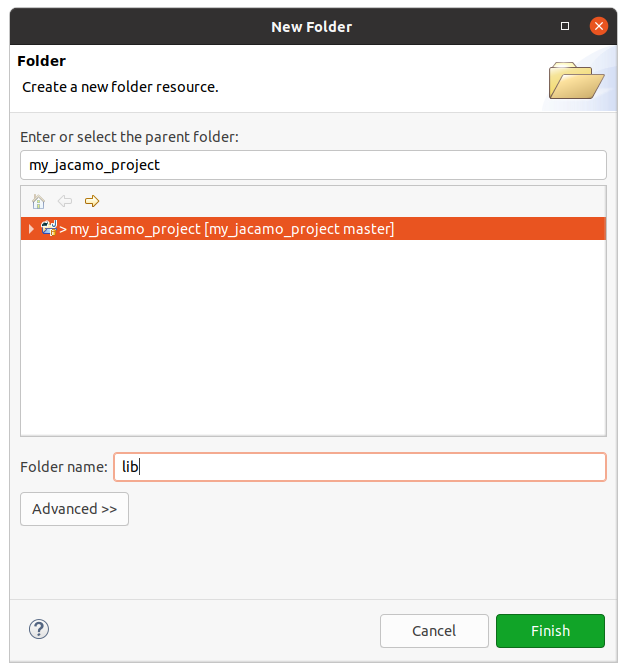 New Folder
Folder
Create a new folder resource.
Enter or select the parent folder:
my_jacamo_project
> my_jacamo_project [my_jacamo_project master]
Folder name: lib
Advanced >>
?
Cancel Finish